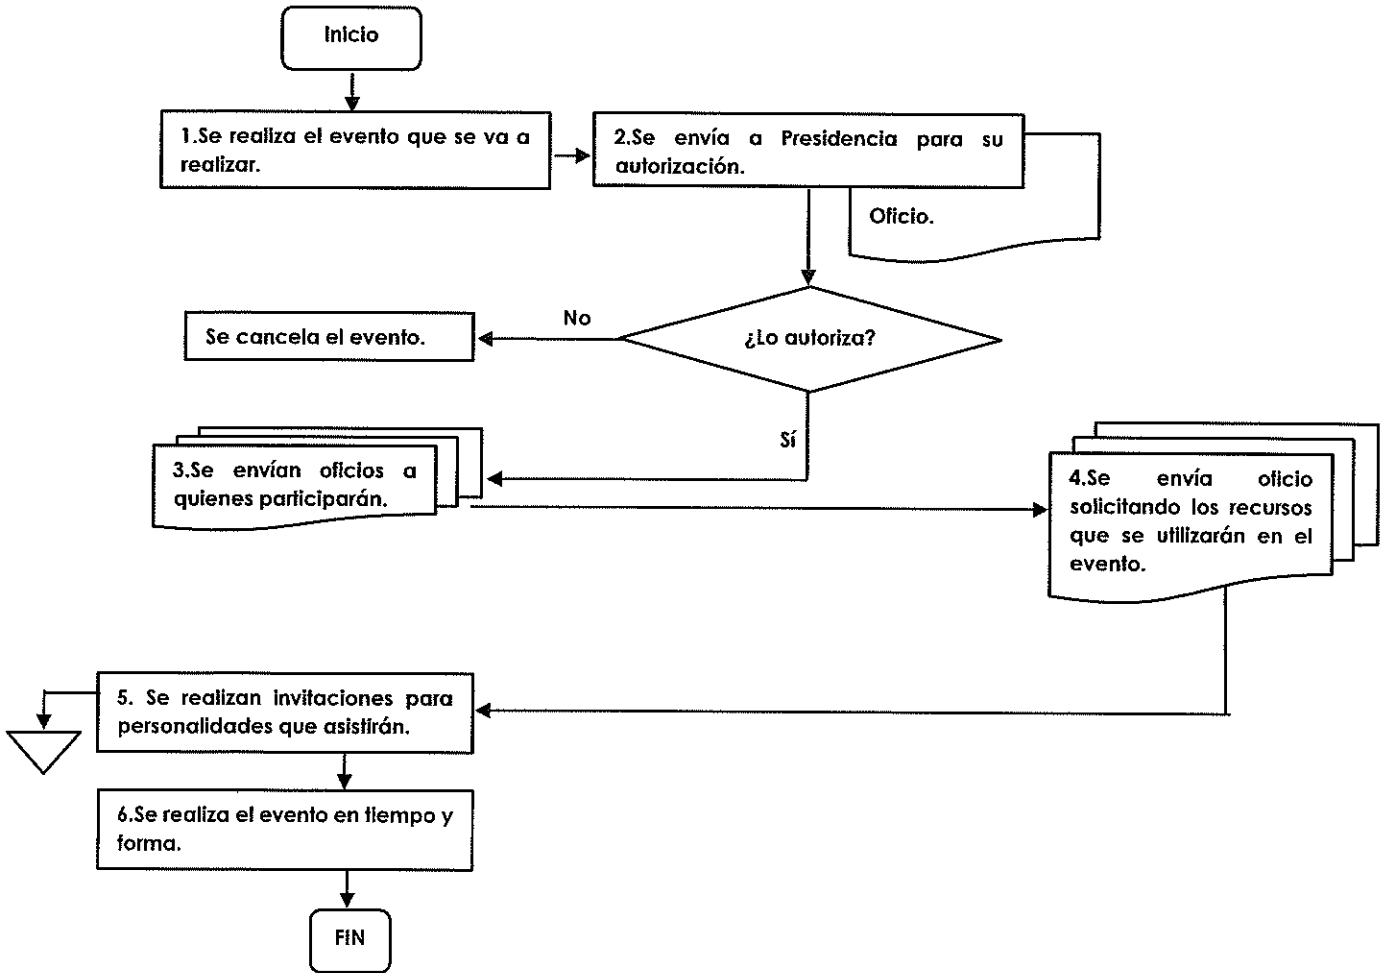 Inicio
1.Se realiza el evento que se va a
realizar.
2.Se envía a Presidencia para su
autorización.
Oficio.
¿Lo autoriza?
No
Se cancela el evento.
Sí
3.Se envían oficios a
quienes participarán.
4.Se envía oficio
solicitando los recursos
que se utilizarán en el
evento.
5. Se realizan invitaciones para
personalidades que asistirán.
6.Se realiza el evento en tiempo y
forma.
FIN